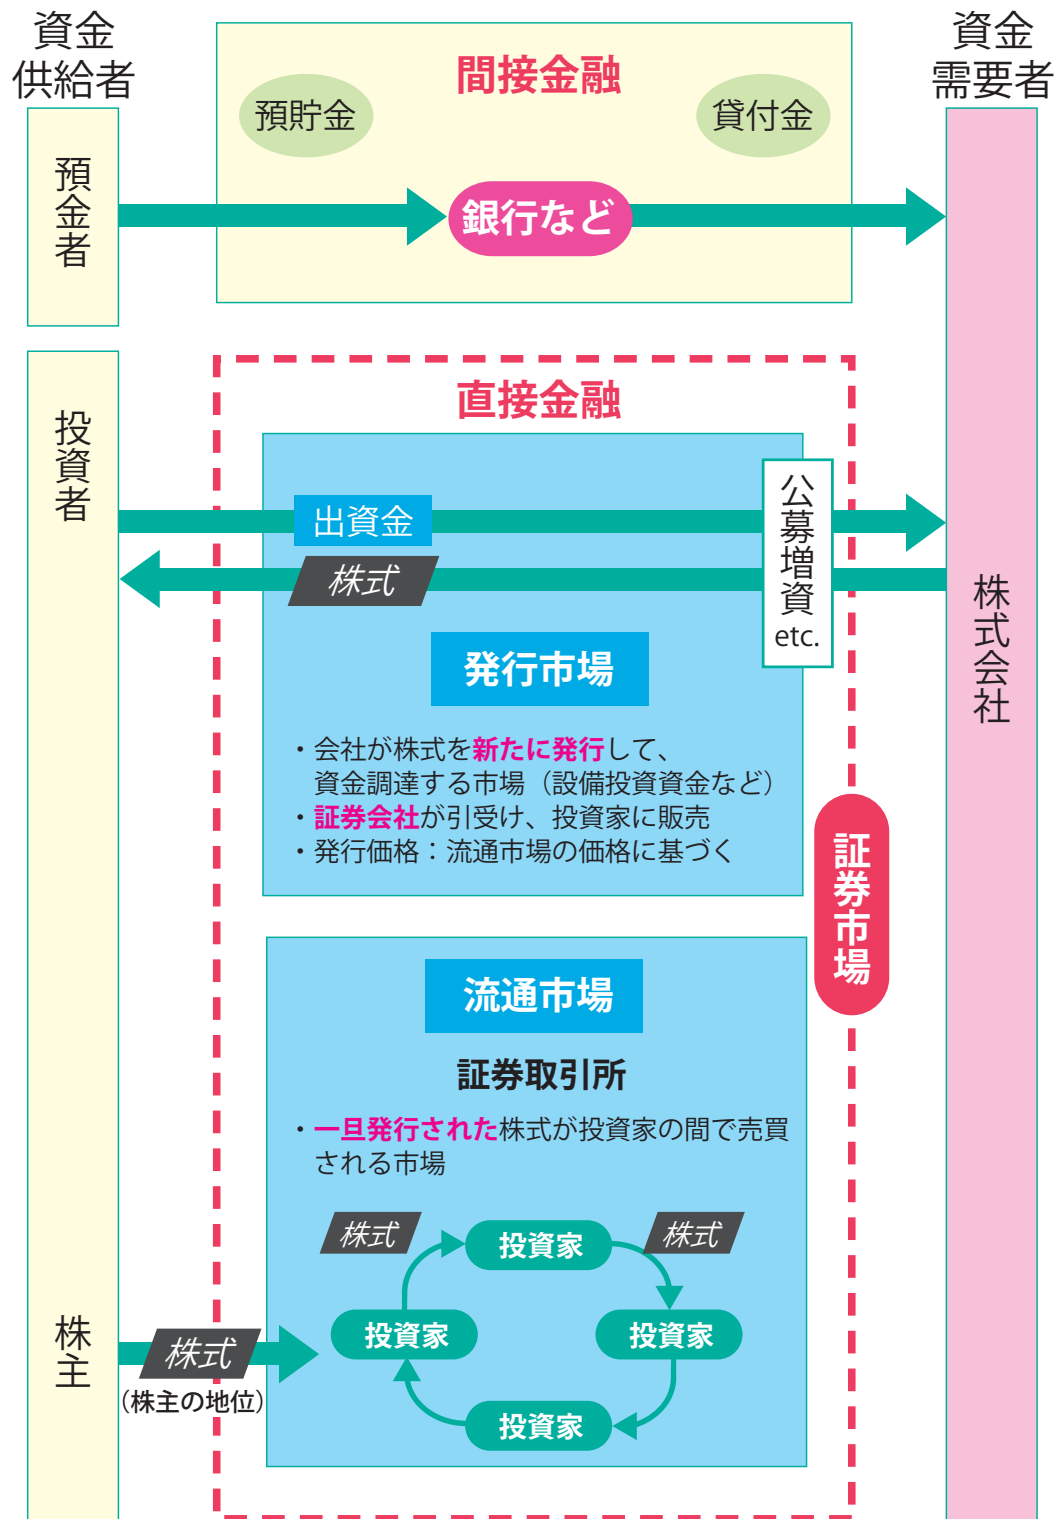 資金
供給者
資金
需要者
間接金融
預貯金
貸付金
預金者
銀行など
直接金融
投資者
出資金
株式
公募増資
etc.
株式会社
発行市場
・会社が株式を新たに発行して、
資金調達する市場（設備投資資金など）
・証券会社が引受け、投資家に販売
・発行価格：流通市場の価格に基づく
証券市場
流通市場
証券取引所
・一旦発行された株式が投資家の間で売買
される市場
株式
投資家
株式
投資家
投資家
投資家
株主
株式
（株主の地位）